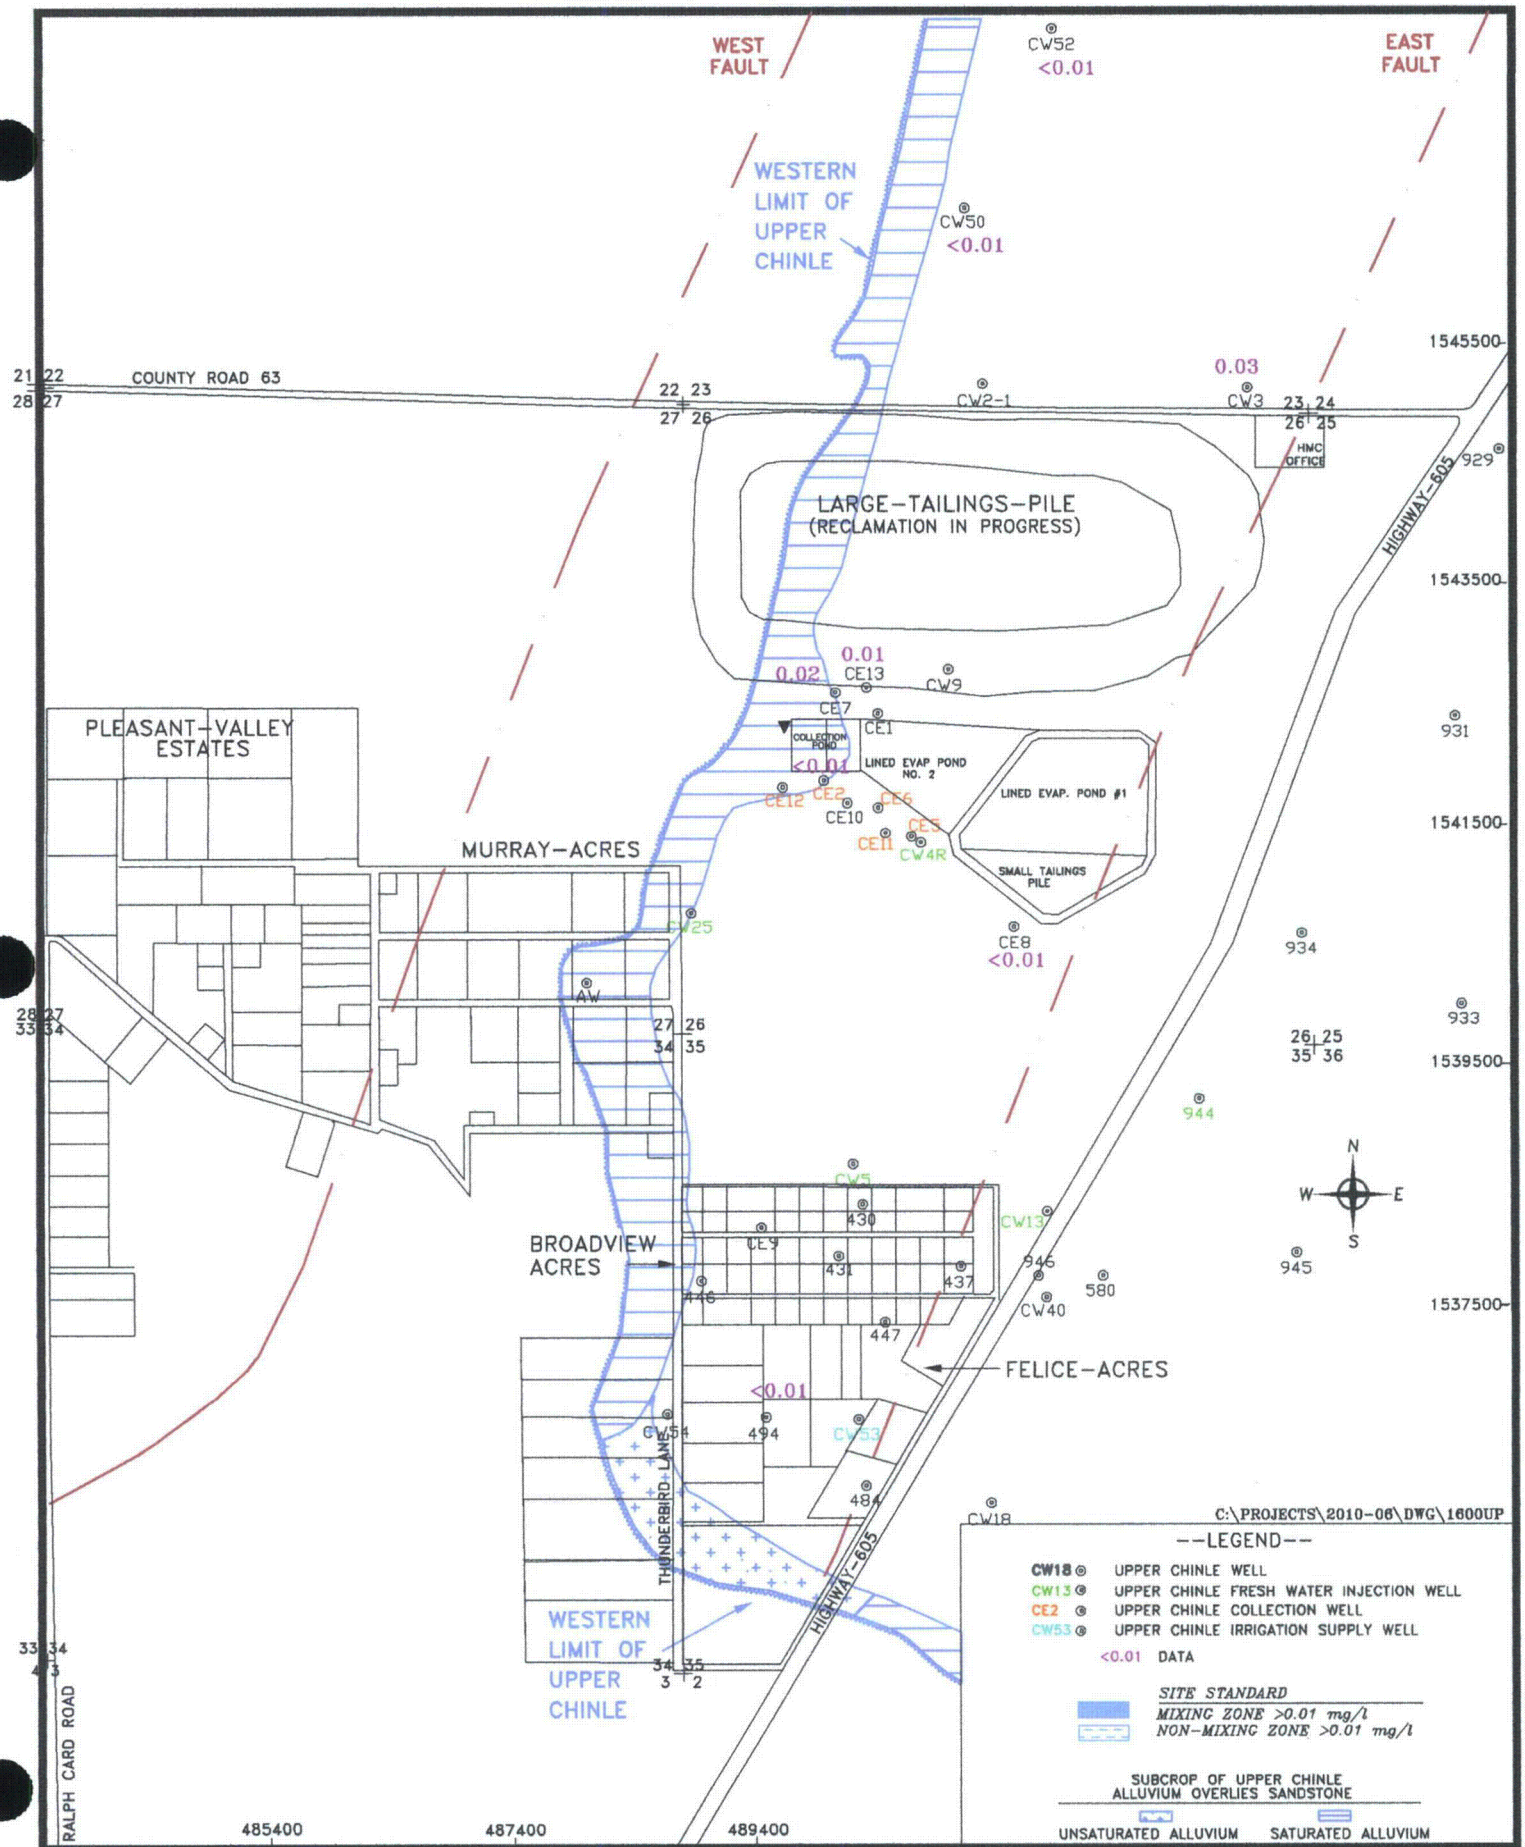 WEST
FAULT
CW52
<0.01
EAST
FAULT
WESTERN
LIMIT OF
UPPER
CHINLE
CW50
<0.01
1545500
21 22
28 27
COUNTY ROAD 63
22 23
27 26
CW2-1
0.03
CW3
23 24
26 25
HMC
OFFICE
929
HIGHWAY-605
LARGE-TAILINGS-PILE
(RECLAMATION IN PROGRESS)
1543500
0.01
0.02
CE13
CW9
CE7
CE1
931
PLEASANT-VALLEY
ESTATES
COLLECTION
POND
<0.01
LINED EVAP POND
NO. 2
LINED EVAP. POND #1
CE12
CE2
CE6
CE10
CE5
CE11
CW4R
1541500
MURRAY-ACRES
SMALL TAILINGS
PILE
CW25
CE8
<0.01
934
AW
933
28 27
33 34
27 26
34 35
26 25
35 36
1539500
944
N
W E
S
CW5
430
CW13
CE9
BROADVIEW
ACRES
431
437
946
580
945
446
CW40
1537500
447
FELICE-ACRES
<0.01
CW54
494
CW53
THUNDERBIRD LANE
484
CW18
HIGHWAY-605
WESTERN
LIMIT OF
UPPER
CHINLE
33 34
4 3
34 35
3 2
RALPH CARD ROAD
485400
487400
489400
C:\PROJECTS\2010-06\DWG\1600UP
--LEGEND--
CW18 UPPER CHINLE WELL
CW13 UPPER CHINLE FRESH WATER INJECTION WELL
CE2 UPPER CHINLE COLLECTION WELL
CW53 UPPER CHINLE IRRIGATION SUPPLY WELL
<0.01 DATA
SITE STANDARD
MIXING ZONE >0.01 mg/l
NON-MIXING ZONE >0.01 mg/l
SUBCROP OF UPPER CHINLE
ALLUVIUM OVERLIES SANDSTONE
UNSATURATED ALLUVIUM SATURATED ALLUVIUM